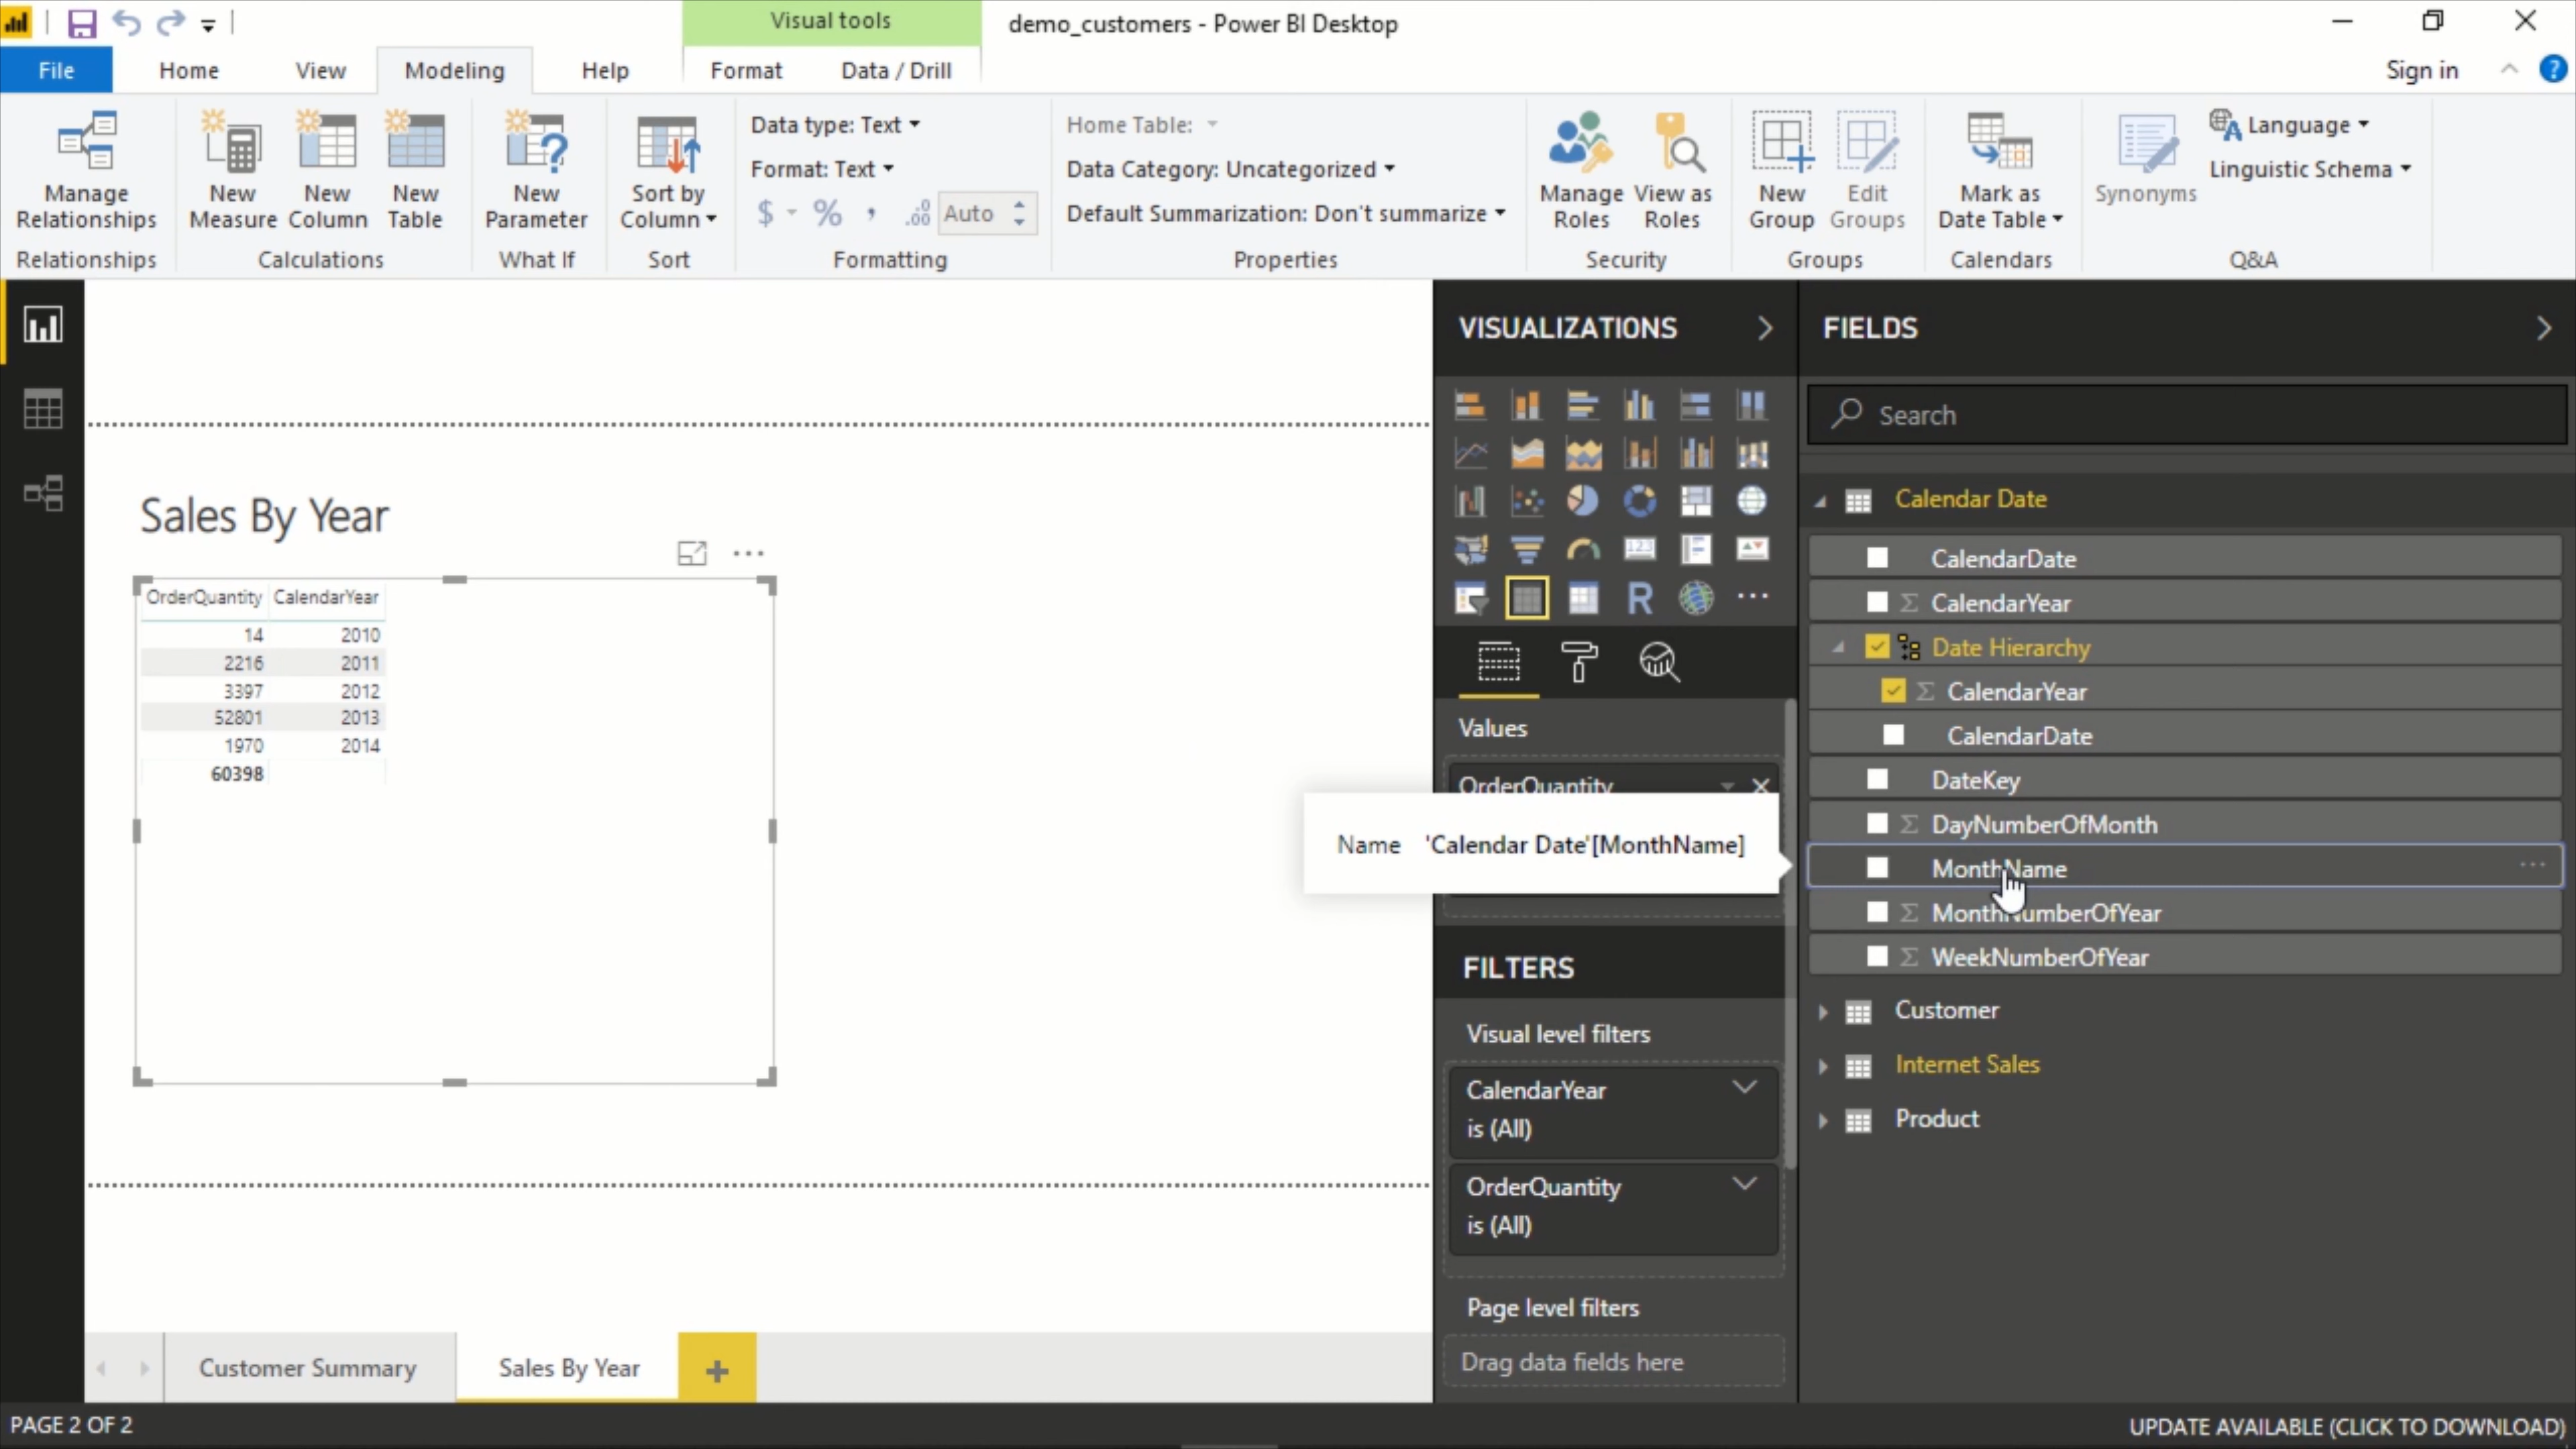 Visual tools
demo_customers - Power BI Desktop
File Home View Modeling Help Format Data / Drill Sign in ?
Manage Relationships
Relationships
New Measure
New Column
New Table
Calculations
New Parameter
What If
Sort by Column
Sort
Data type: Text
Format: Text
$ % , .00 Auto
Formatting
Home Table:
Data Category: Uncategorized
Default Summarization: Don't summarize
Properties
Manage Roles
View as Roles
Security
New Group
Edit Groups
Groups
Mark as Date Table
Calendars
Synonyms
Language
Linguistic Schema
Q&A
Sales By Year
OrderQuantity CalendarYear
14 2010
2216 2011
3397 2012
52801 2013
1970 2014
60398
VISUALIZATIONS
123
R
Values
OrderQuantity
Name 'Calendar Date'[MonthName]
FILTERS
Visual level filters
CalendarYear
is (All)
OrderQuantity
is (All)
Page level filters
Drag data fields here
FIELDS
Search
Calendar Date
CalendarDate
Σ CalendarYear
Date Hierarchy
Σ CalendarYear
CalendarDate
DateKey
Σ DayNumberOfMonth
MonthName
Σ MonthNumberOfYear
Σ WeekNumberOfYear
Customer
Internet Sales
Product
Customer Summary Sales By Year +
PAGE 2 OF 2
UPDATE AVAILABLE (CLICK TO DOWNLOAD)